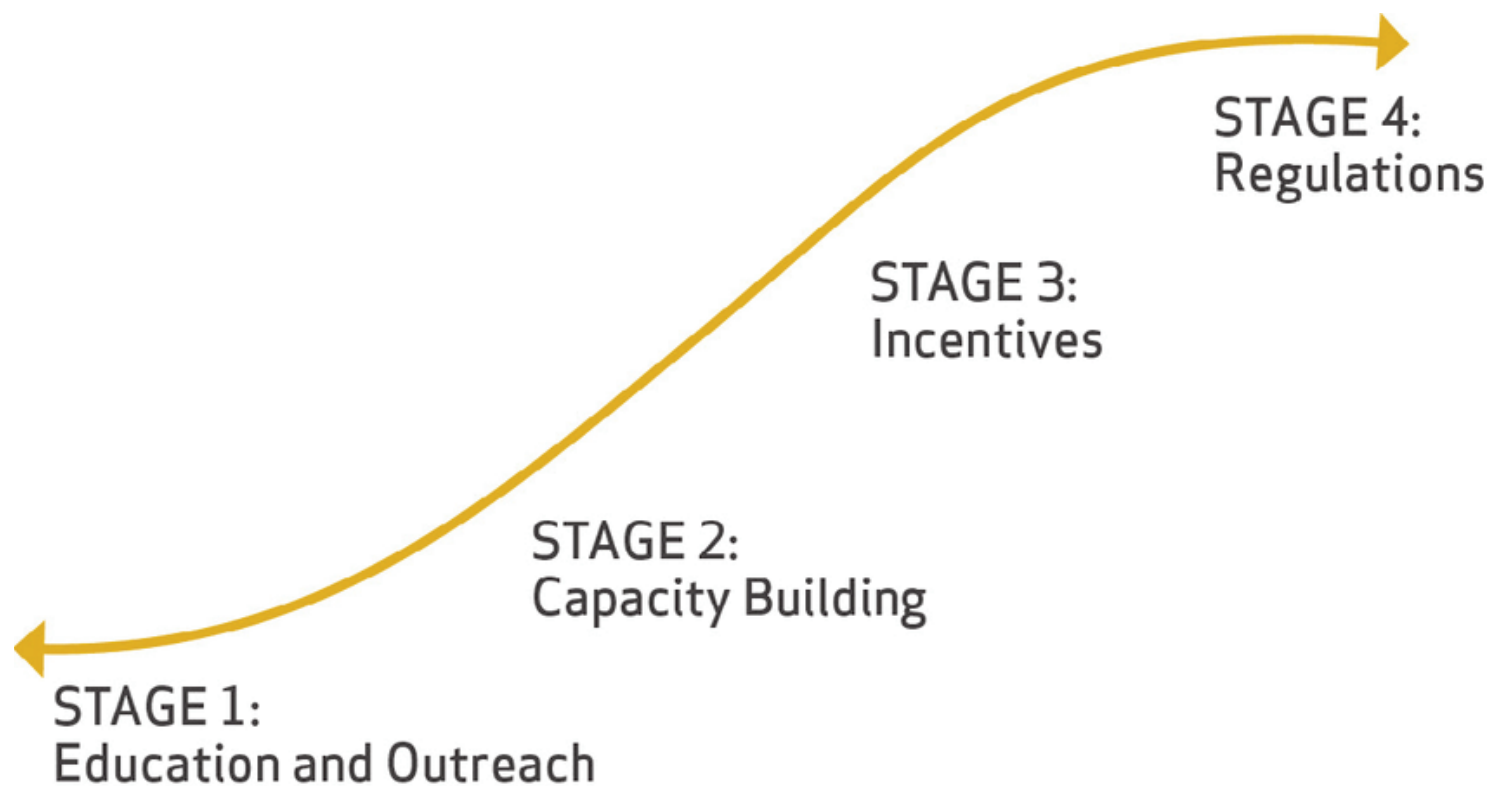 STAGE 4:
Regulations
STAGE 3:
Incentives
STAGE 2:
Capacity Building
STAGE 1:
Education and Outreach